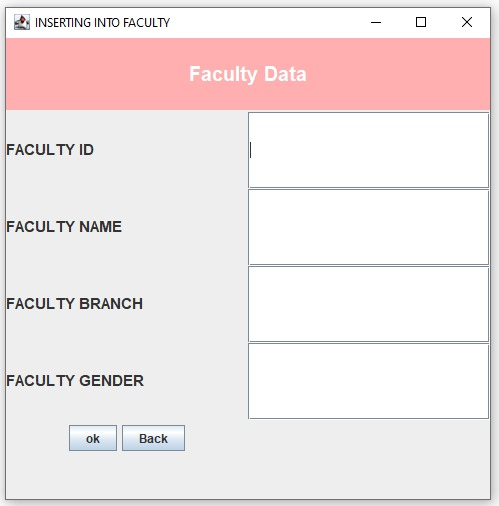 INSERTING INTO FACULTY
Faculty Data
FACULTY ID
FACULTY NAME
FACULTY BRANCH
FACULTY GENDER
ok Back